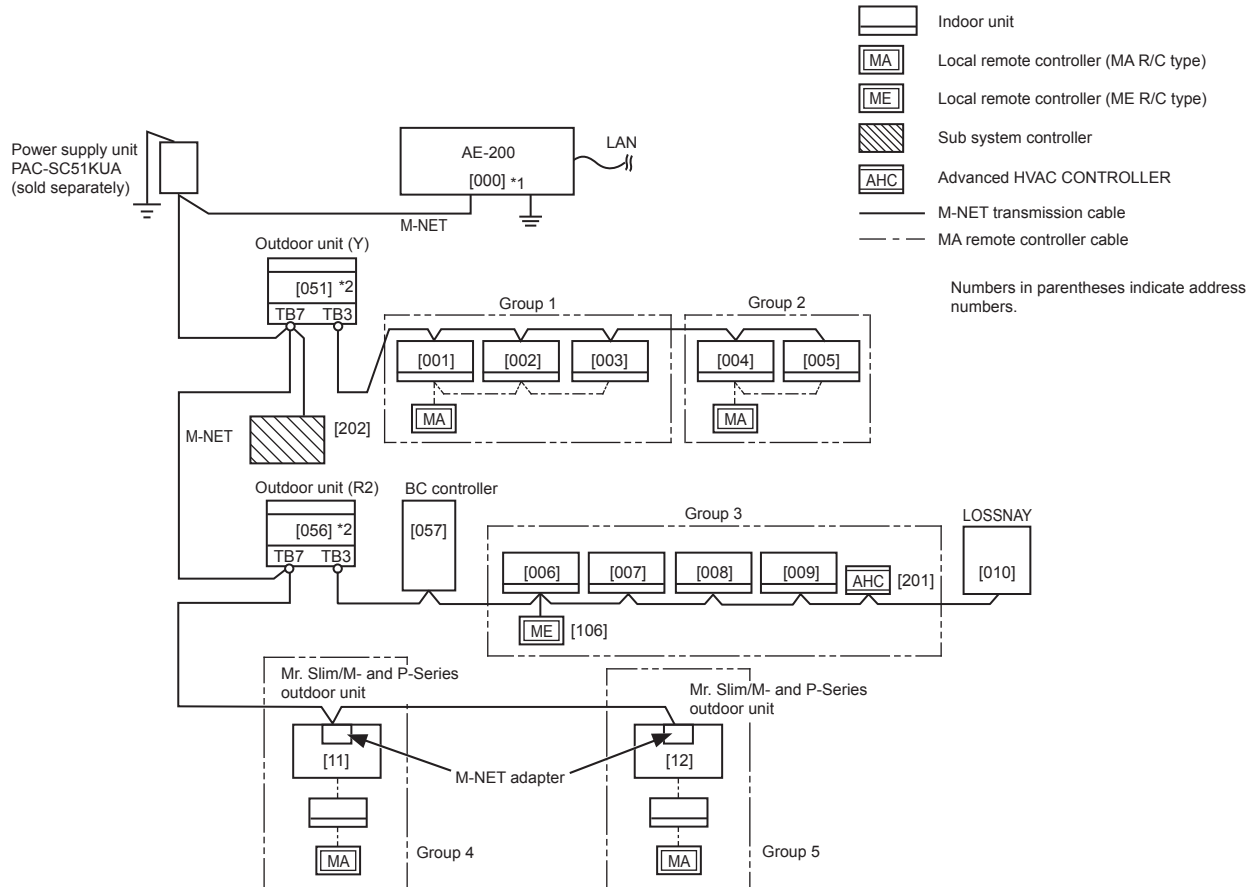 Indoor unit
MA
Local remote controller (MA R/C type)
ME
Local remote controller (ME R/C type)
Sub system controller
AHC
Advanced HVAC CONTROLLER
M-NET transmission cable
MA remote controller cable
Numbers in parentheses indicate address
numbers.
Power supply unit
PAC-SC51KUA
(sold separately)
AE-200
[000] *1
LAN
M-NET
Outdoor unit (Y)
[051] *2
TB7 TB3
Group 1
[001] [002] [003]
MA
Group 2
[004] [005]
MA
M-NET
[202]
Outdoor unit (R2)
[056] *2
TB7 TB3
BC controller
[057]
Group 3
[006] [007] [008] [009] AHC [201]
ME [106]
LOSSNAY
[010]
Mr. Slim/M- and P-Series
outdoor unit
[11]
MA
Group 4
M-NET adapter
Mr. Slim/M- and P-Series
outdoor unit
[12]
MA
Group 5